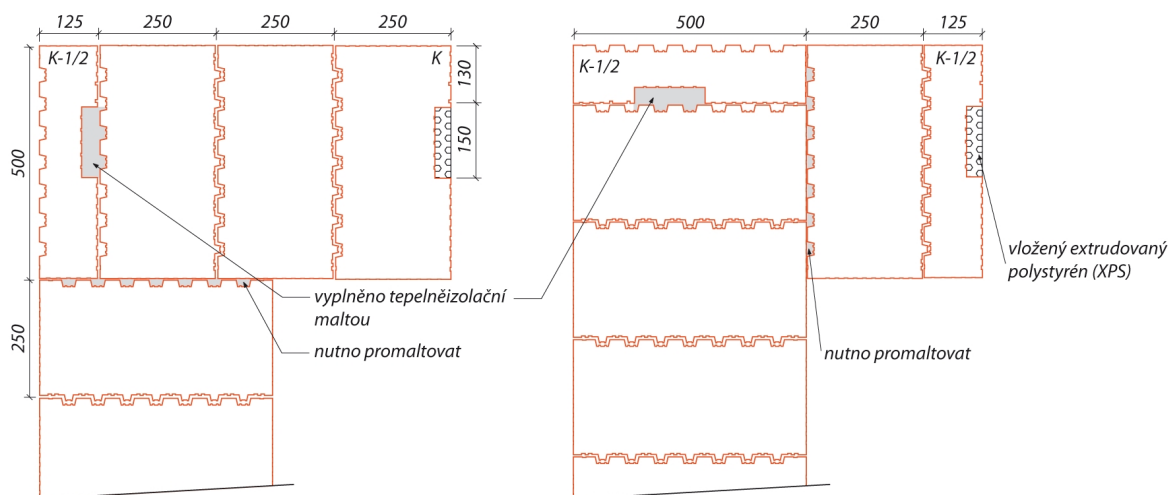 125 250 250 250
K-1/2 K
130
150
500
250
vyplněno tepelněizolační
maltou
nutno promaltovat
500 250 125
K-1/2 K-1/2
vložený extrudovaný
polystyrén (XPS)
nutno promaltovat